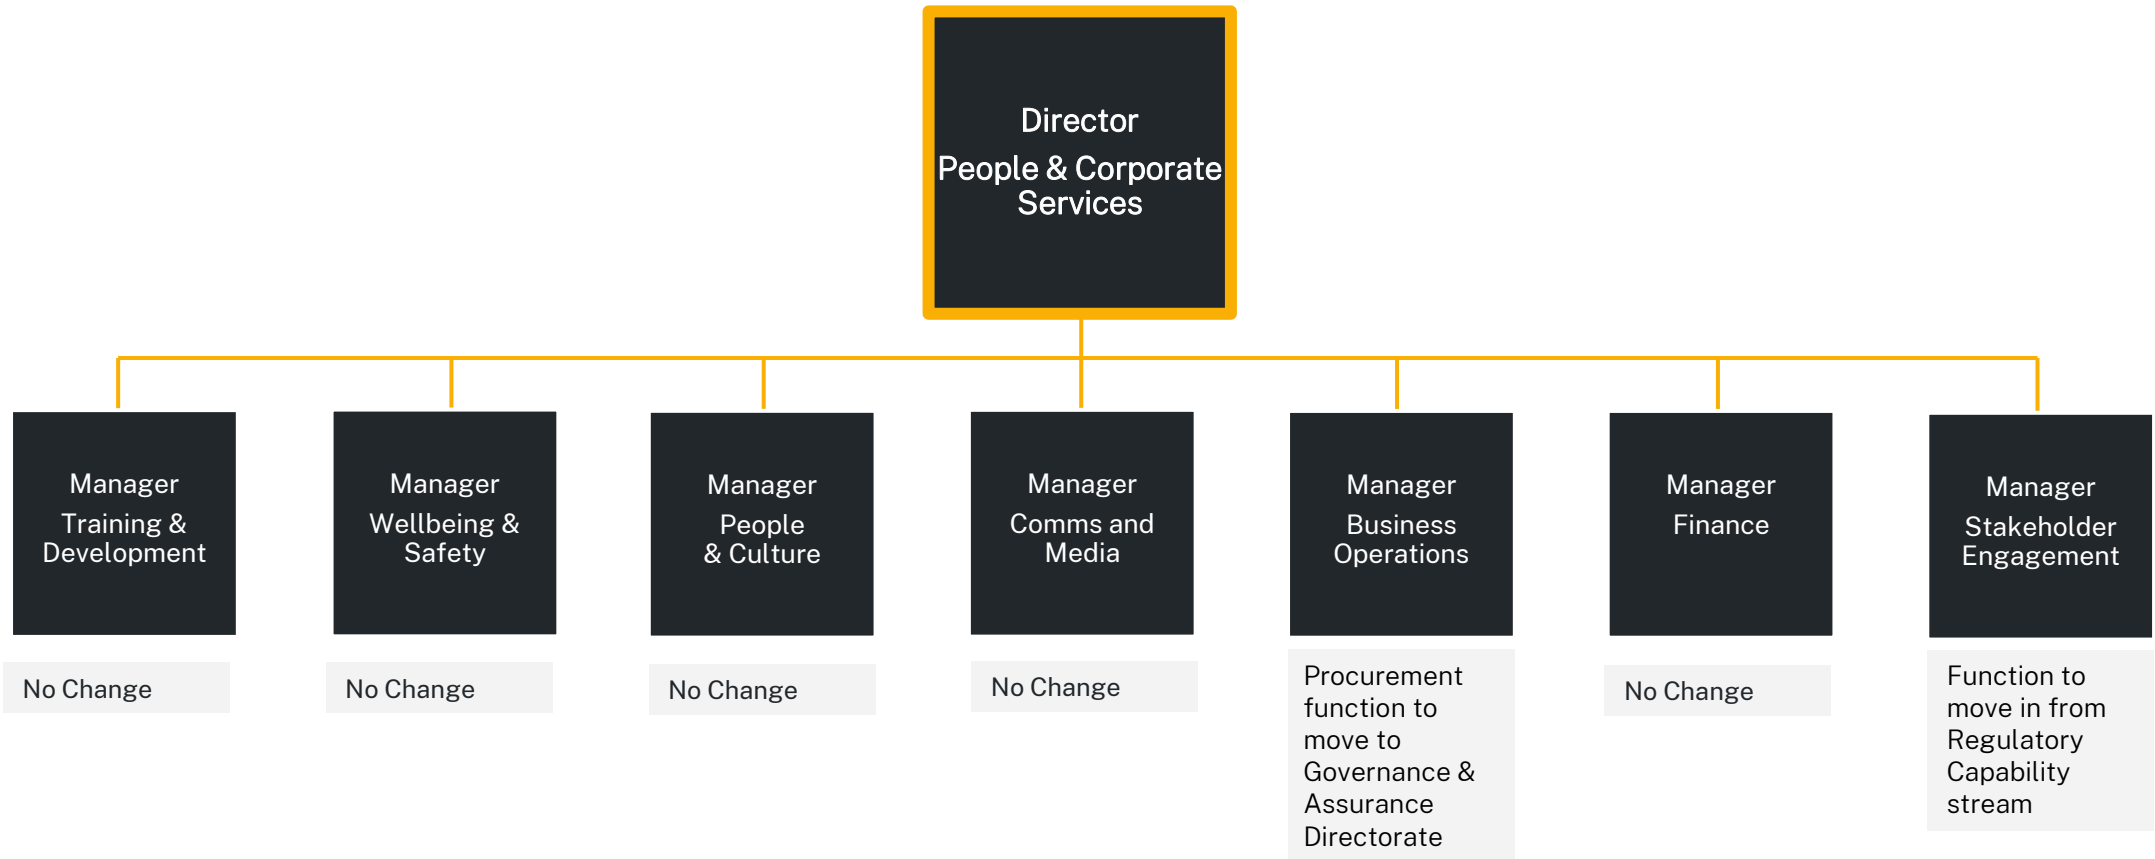 Director
People & Corporate
Services
Manager
Training &
Development
Manager
Wellbeing &
Safety
Manager
People
& Culture
Manager
Comms and
Media
Manager
Business
Operations
Manager
Finance
Manager
Stakeholder
Engagement
No Change
No Change
No Change
No Change
Procurement
function to
move to
Governance &
Assurance
Directorate
No Change
Function to
move in from
Regulatory
Capability
stream